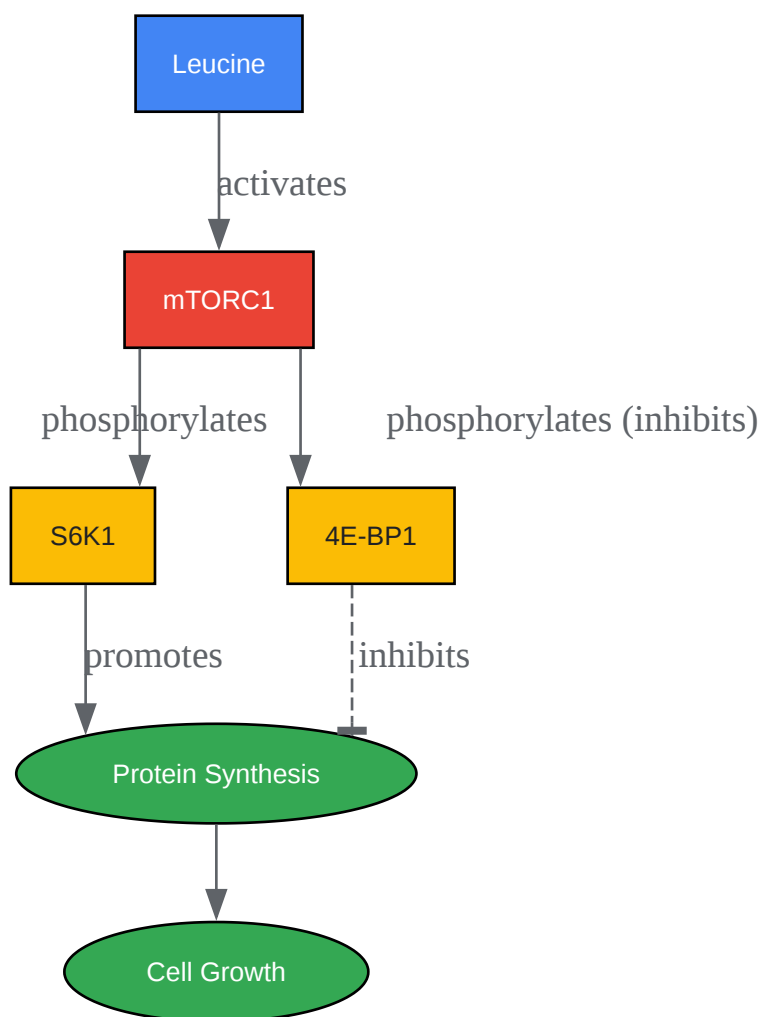 Leucine
activates
mTORC1
phosphorylates
phosphorylates (inhibits)
S6K1
4E-BP1
promotes
inhibits
Protein Synthesis
Cell Growth